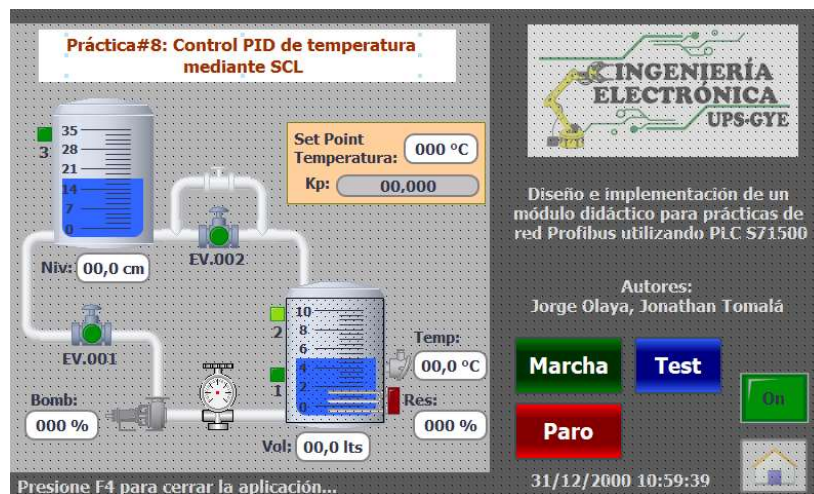 Práctica#8: Control PID de temperatura
mediante SCL
35
28
21
14
7
0
3
Set Point
Temperatura:
000 °C
Kp:
00,000
EV.002
Niv:
00,0 cm
EV.001
10
8
6
4
2
0
2
1
Temp:
00,0 °C
Bomb:
000 %
Res:
000 %
Vol:
00,0 lts
Presione F4 para cerrar la aplicación...
INGENIERÍA
ELECTRÓNICA
UPS-GYE
Diseño e implementación de un
módulo didáctico para prácticas de
red Profibus utilizando PLC S71500
Autores:
Jorge Olaya, Jonathan Tomalá
Marcha
Test
On
Paro
31/12/2000 10:59:39